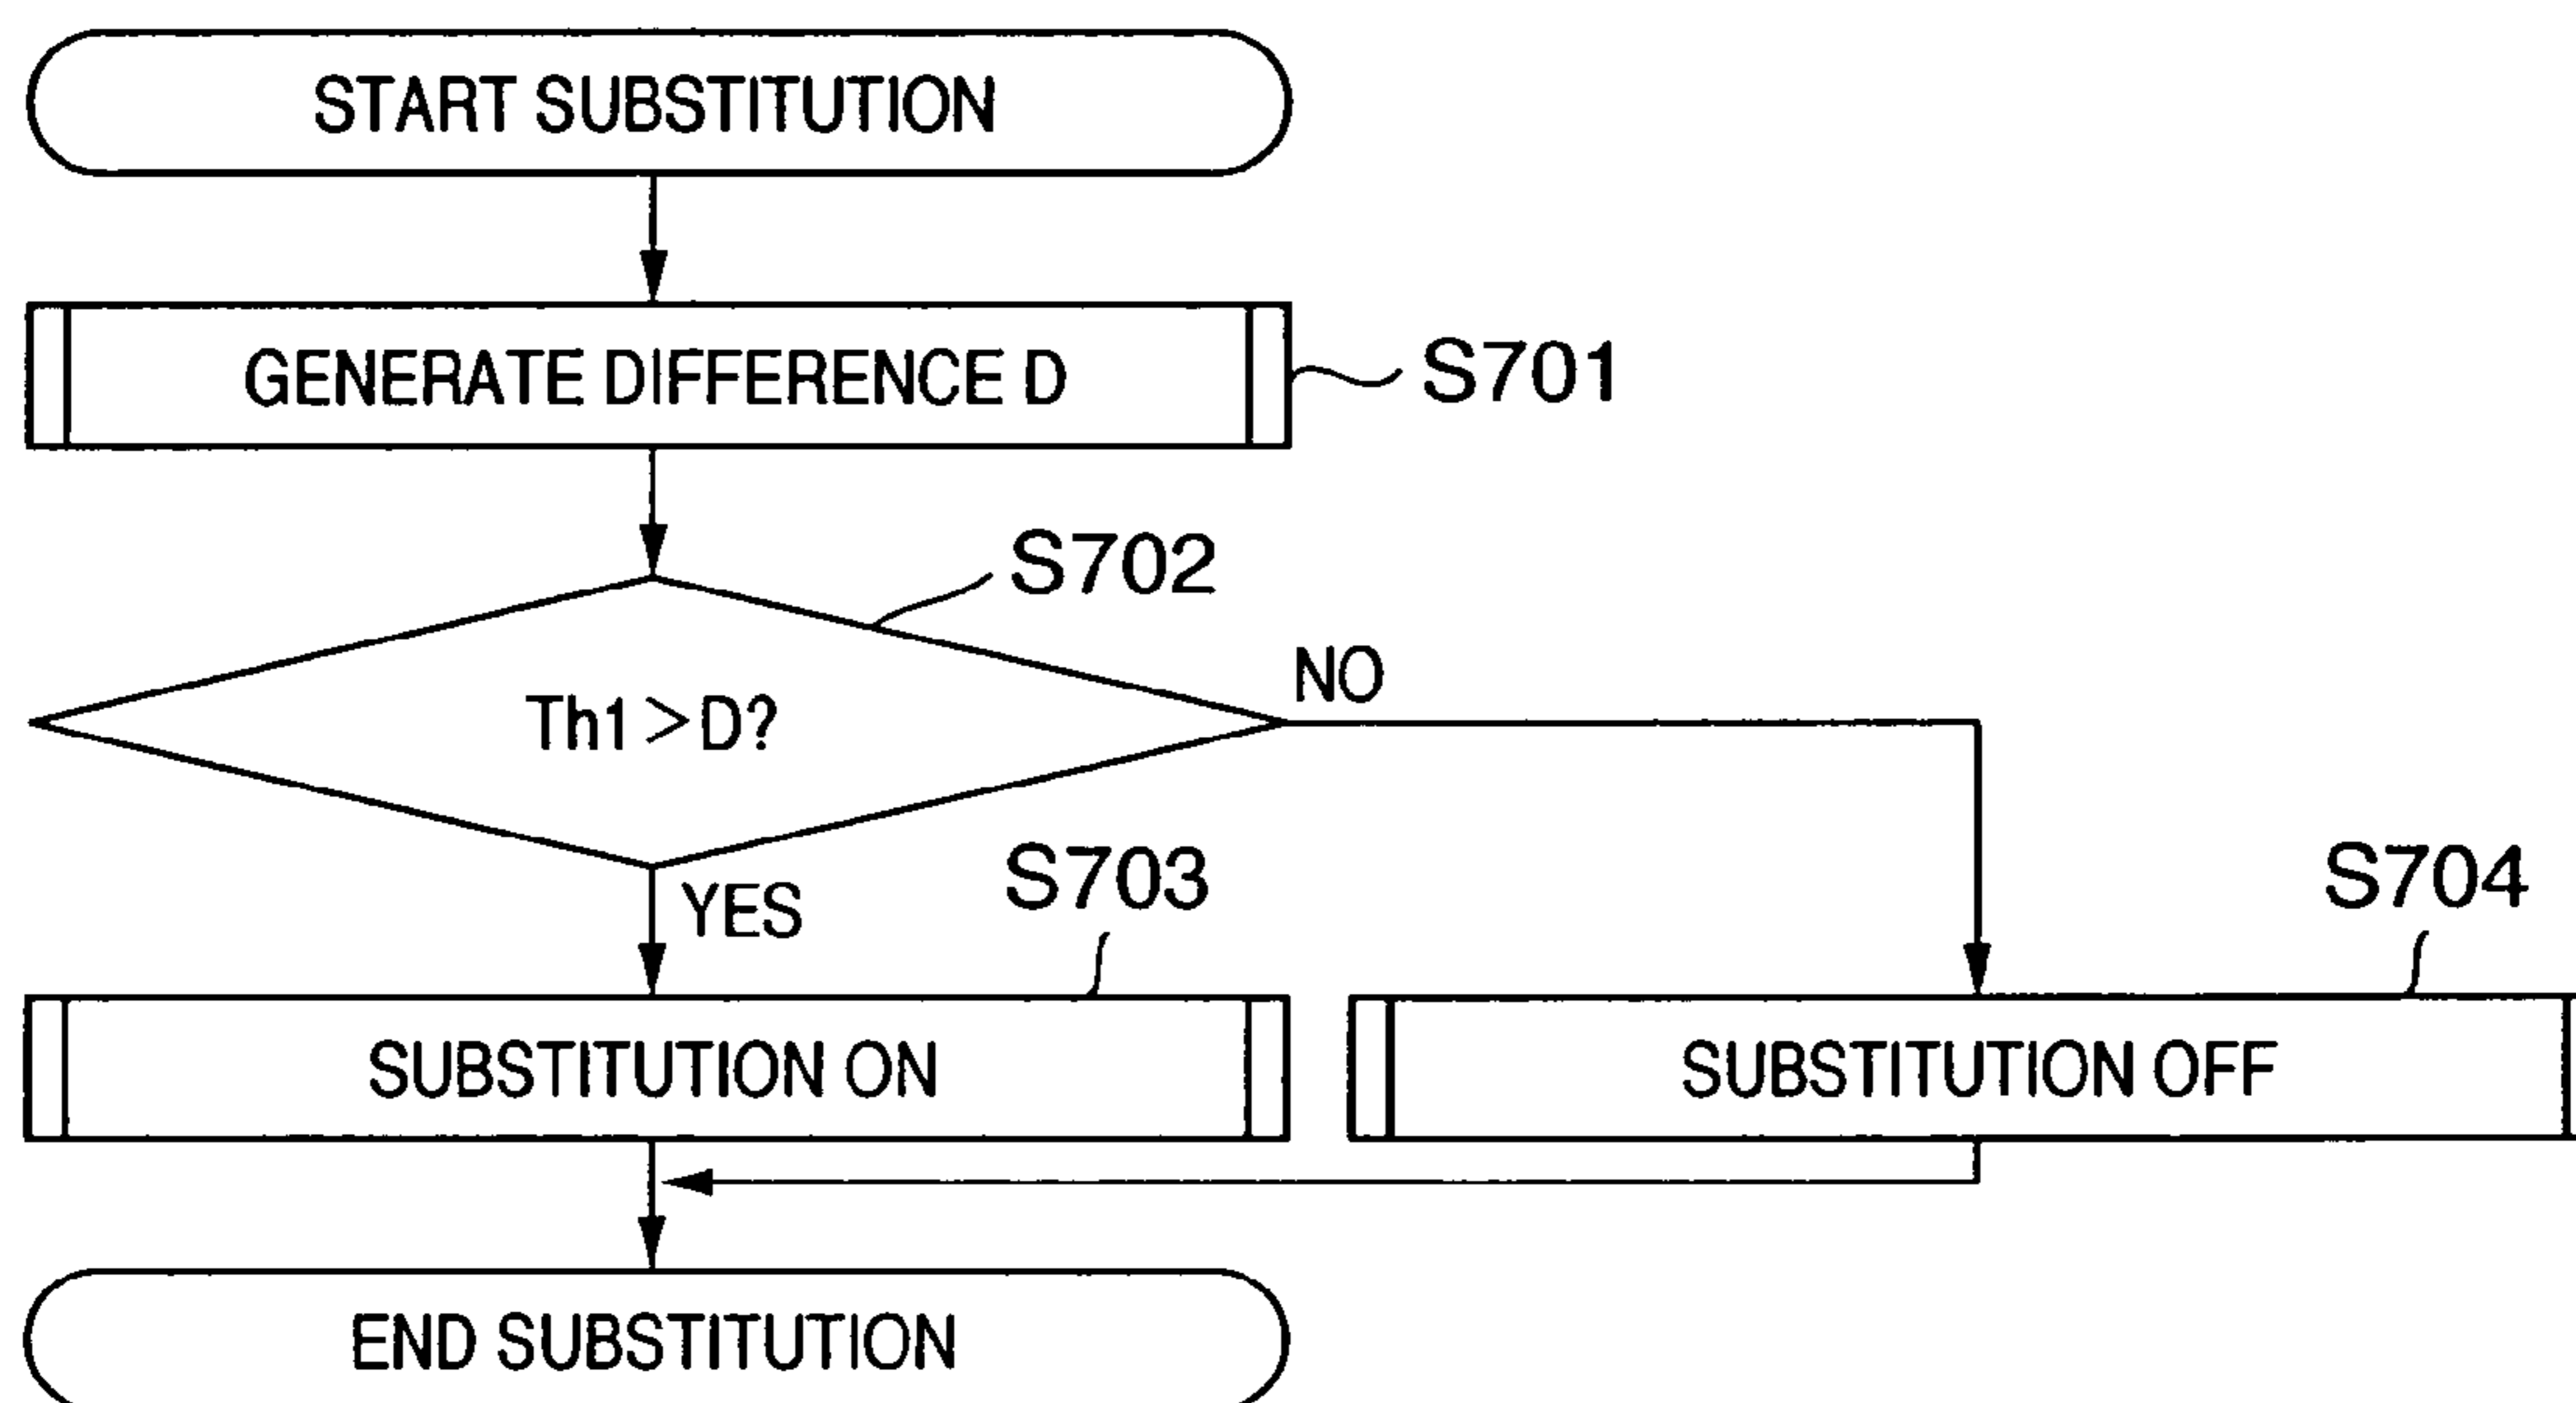 START SUBSTITUTION
GENERATE DIFFERENCE D
S701
S702
Th1>D?
NO
YES
S703
S704
SUBSTITUTION ON
SUBSTITUTION OFF
END SUBSTITUTION